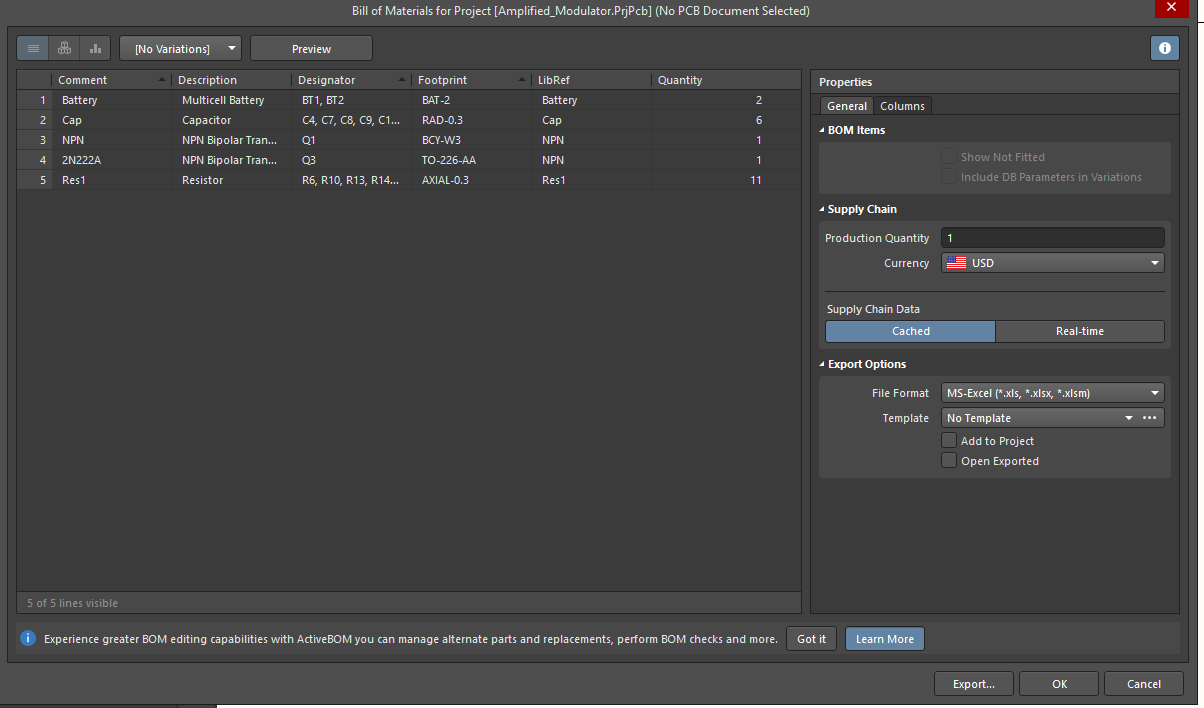 Bill of Materials for Project [Amplified_Modulator.PrjPcb] (No PCB Document Selected)
[No Variations] Preview
Comment Description Designator Footprint LibRef Quantity
1 Battery Multicell Battery BT1, BT2 BAT-2 Battery 2
2 Cap Capacitor C4, C7, C8, C9, C1... RAD-0.3 Cap 6
3 NPN NPN Bipolar Tran... Q1 BCY-W3 NPN 1
4 2N222A NPN Bipolar Tran... Q3 TO-226-AA NPN 1
5 Res1 Resistor R6, R10, R13, R14... AXIAL-0.3 Res1 11
5 of 5 lines visible
Properties
General Columns
BOM Items
Show Not Fitted
Include DB Parameters in Variations
Supply Chain
Production Quantity 1
Currency USD
Supply Chain Data
Cached Real-time
Export Options
File Format MS-Excel (*.xls, *.xlsx, *.xlsm)
Template No Template
Add to Project
Open Exported
Experience greater BOM editing capabilities with ActiveBOM you can manage alternate parts and replacements, perform BOM checks and more. Got it Learn More
Export... OK Cancel